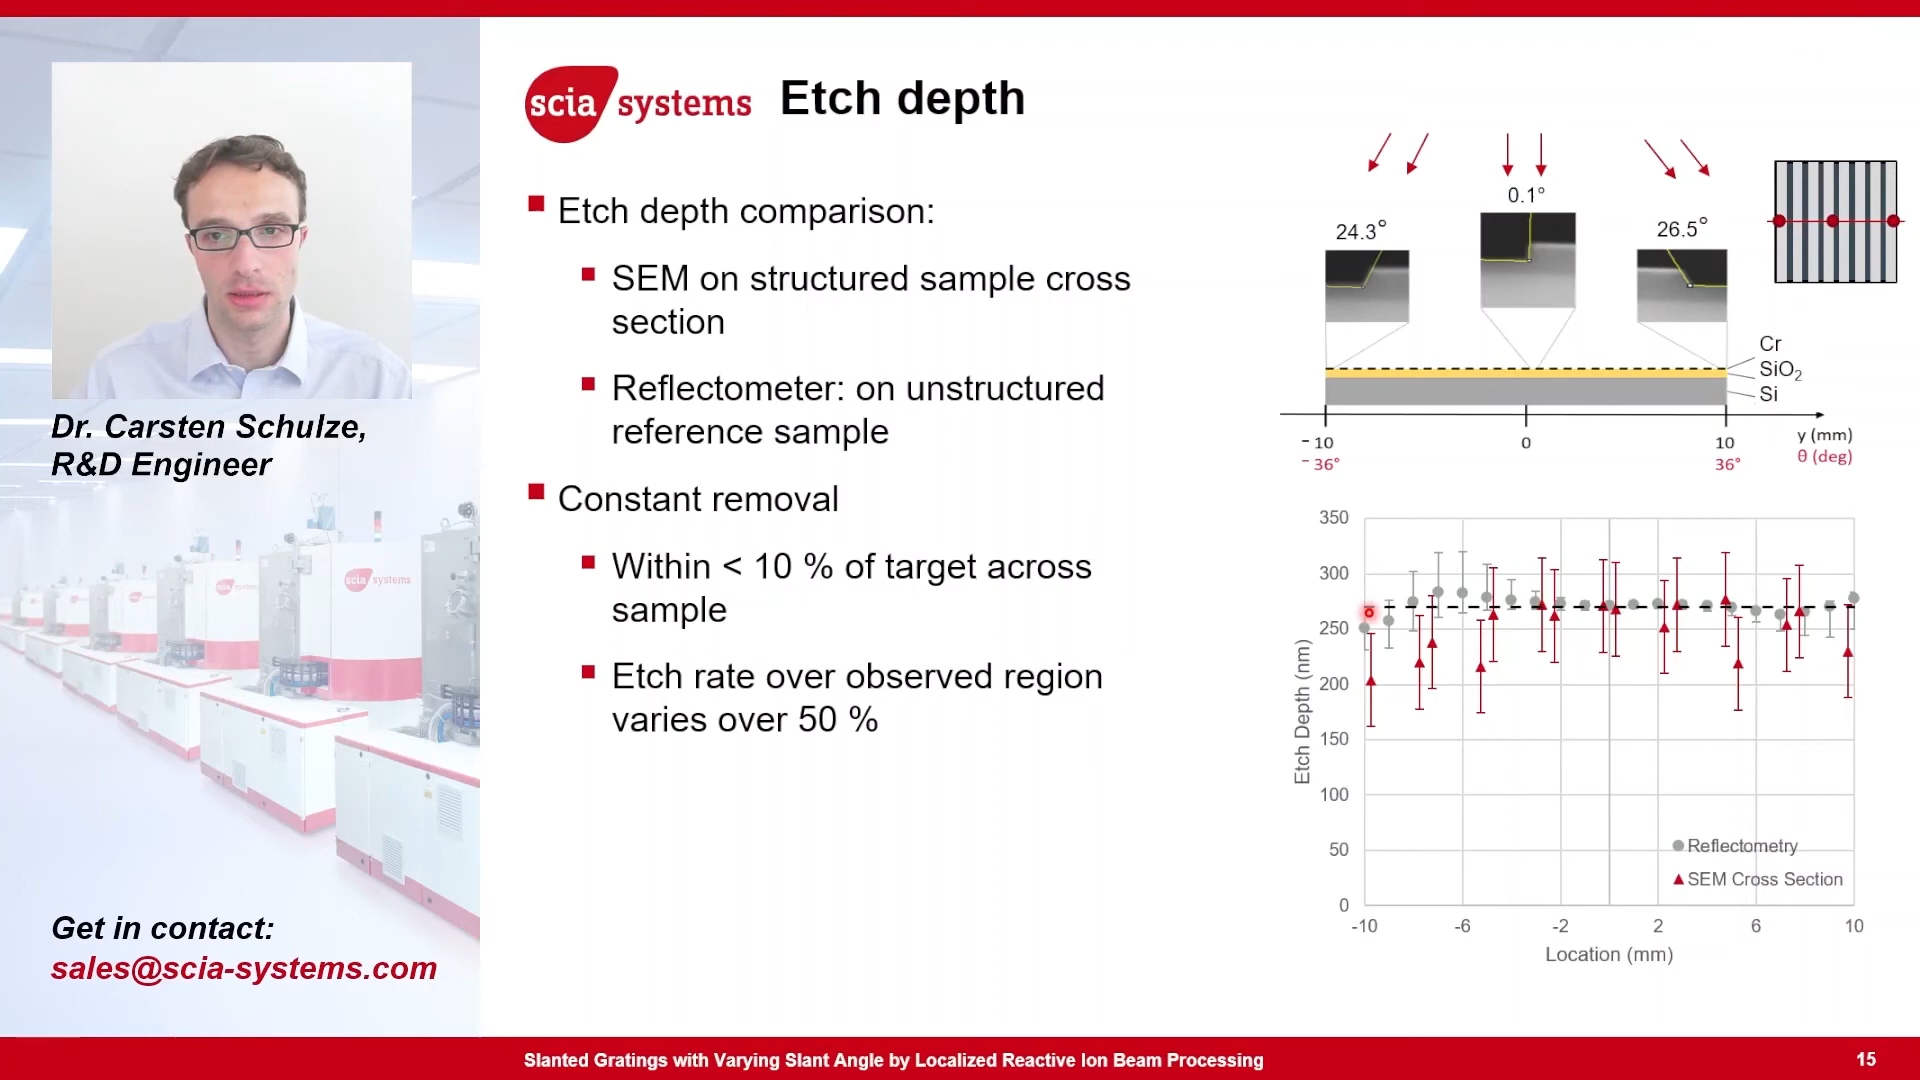 scia systems
Etch depth
Etch depth comparison:
SEM on structured sample cross
section
Reflectometer: on unstructured
reference sample
Constant removal
Within < 10 % of target across
sample
Etch rate over observed region
varies over 50 %
Dr. Carsten Schulze,
R&D Engineer
scia systems
Get in contact:
sales@scia-systems.com
24.3°
0.1°
26.5°
Cr
SiO₂
Si
- 10
0
10
y (mm)
- 36°
36°
θ (deg)
350
300
250
200
150
100
50
0
Etch Depth (nm)
Reflectometry
SEM Cross Section
-10
-6
-2
2
6
10
Location (mm)
Slanted Gratings with Varying Slant Angle by Localized Reactive Ion Beam Processing
15